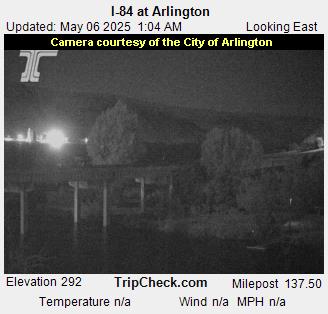 I-84 at Arlington
Updated: May 06 2025 1:04 AM Looking East
Camera courtesy of the City of Arlington
Elevation 292 TripCheck.com Milepost 137.50
Temperature n/a Wind n/a MPH n/a